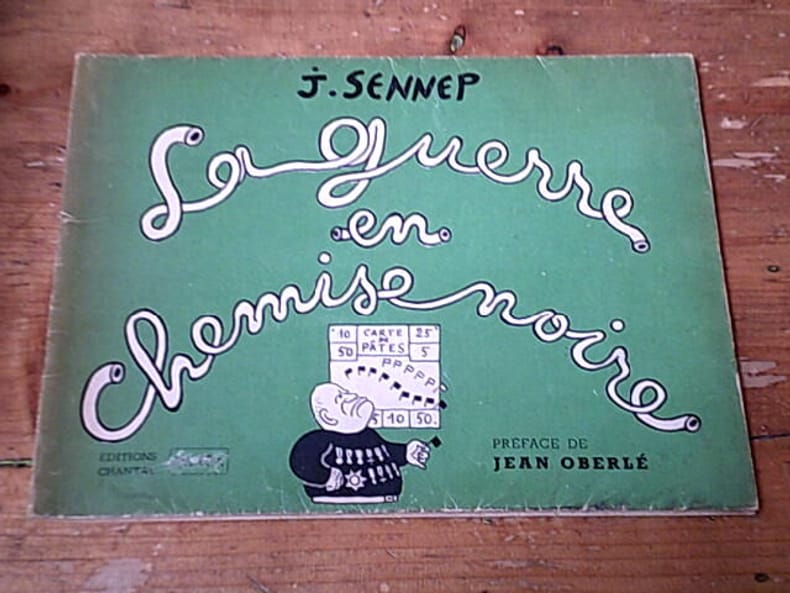 J. SENNEP
La guerre
en
Chemise noire
10 CARTE 25
50 DE PÂTES 5
5 10 50
PRÉFACE DE
JEAN OBERLÉ
EDITIONS
CHANTAL